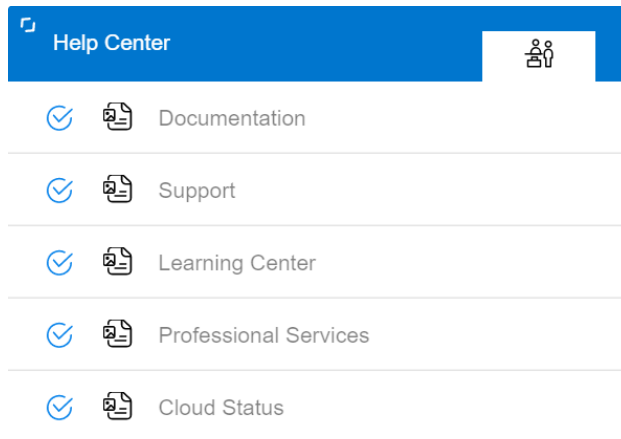 Help Center
Documentation
Support
Learning Center
Professional Services
Cloud Status